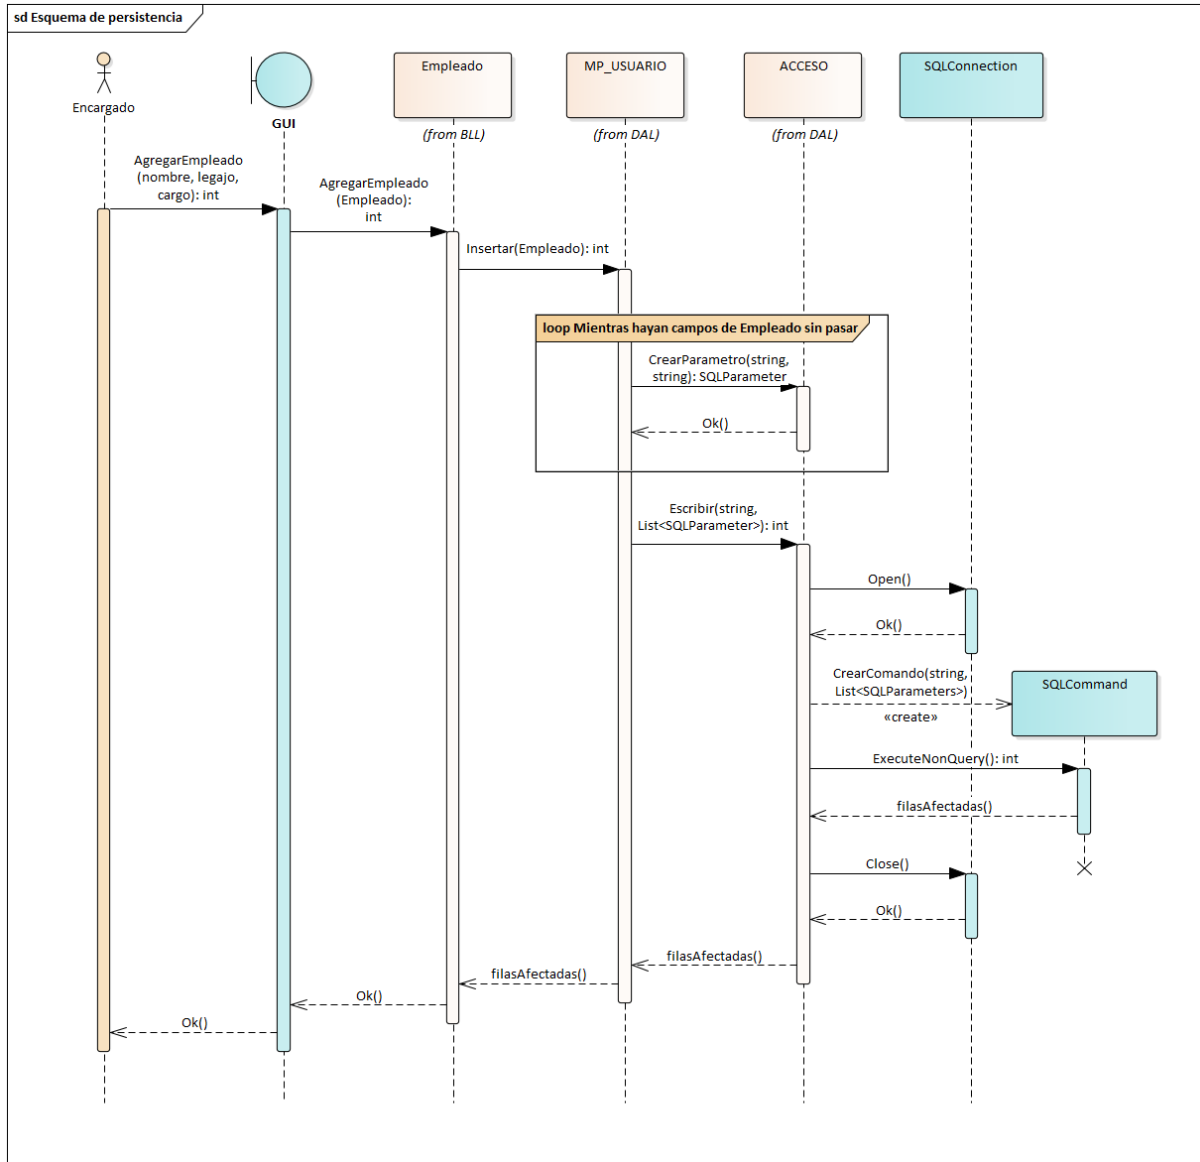 sd Esquema de persistencia
Encargado
GUI
Empleado
(from BLL)
MP_USUARIO
(from DAL)
ACCESO
(from DAL)
SQLConnection
AgregarEmpleado
(nombre, legajo,
cargo): int
AgregarEmpleado
(Empleado):
int
Insertar(Empleado): int
loop Mientras hayan campos de Empleado sin pasar
CrearParametro(string,
string): SQLParameter
Ok()
Escribir(string,
List<SQLParameter>): int
Open()
Ok()
CrearComando(string,
List<SQLParameters>)
«create»
SQLCommand
ExecuteNonQuery(): int
filasAfectadas()
Close()
Ok()
filasAfectadas()
filasAfectadas()
Ok()
Ok()